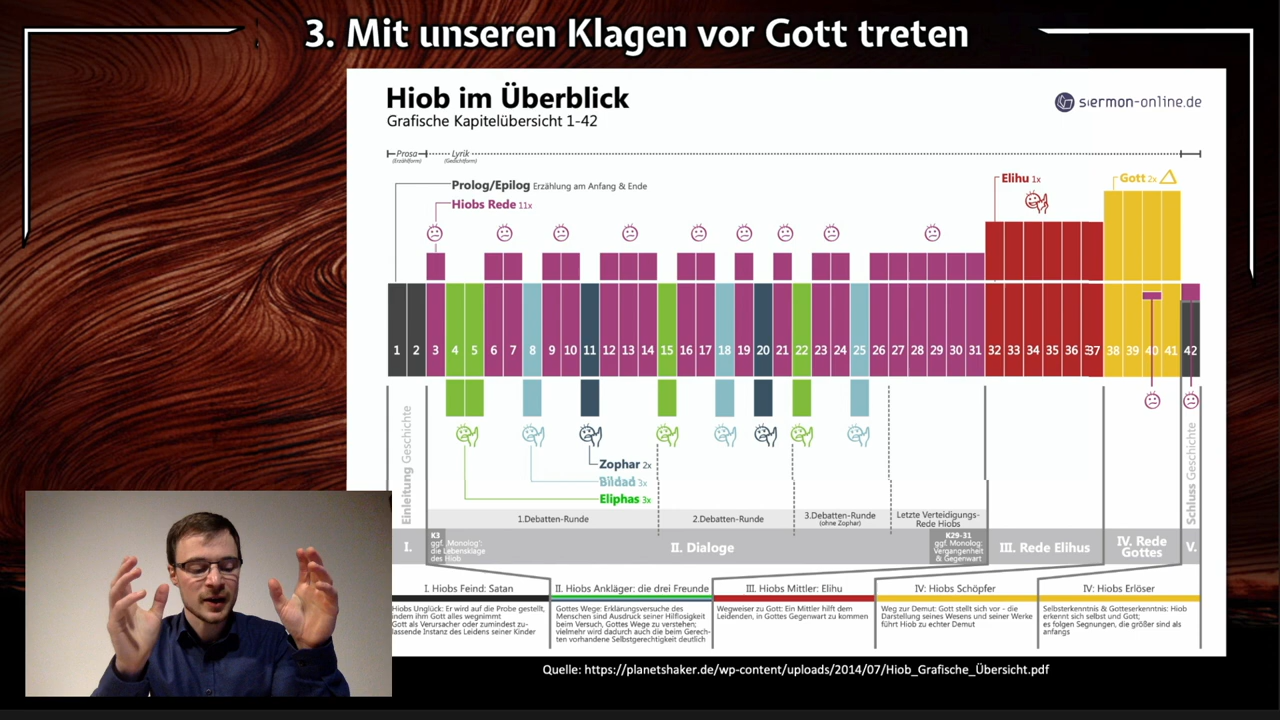 3. Mit unseren Klagen vor Gott treten
Hiob im Überblick
sermon-online.de
Grafische Kapitelübersicht 1-42
Prosa
Lyrik
(Erzählform)
(Gedichtform)
Prolog/Epilog Erzählung am Anfang & Ende
Hiobs Rede 11x
Elihu 1x
Gott 2x
1 2 3 4 5 6 7 8 9 10 11 12 13 14 15 16 17 18 19 20 21 22 23 24 25 26 27 28 29 30 31 32 33 34 35 36 37 38 39 40 41 42
Zophar 2x
Bildad 3x
Eliphas 3x
Einleitung Geschichte
Schluss Geschichte
1.Debatten-Runde
2.Debatten-Runde
3.Debatten-Runde
(ohne Zophar)
Letzte Verteidigungs-
Rede Hiobs
I.
K3
ggf. „Monolog":
die Lebensklage
des Hiob
II. Dialoge
K29-31
ggf. Monolog:
Vergangenheit
& Gegenwart
III. Rede Elihus
IV. Rede
Gottes
V.
I. Hiobs Feind: Satan
Hiobs Unglück: Er wird auf die Probe gestellt,
indem ihm Gott alles wegnimmt
Gott als Verursacher oder zumindest zu-
lassende Instanz des Leidens seiner Kinder
II. Hiobs Ankläger: die drei Freunde
Gottes Wege: Erklärungsversuche des
Menschen sind Ausdruck seiner Hilflosigkeit
beim Versuch, Gottes Wege zu verstehen;
vielmehr wird dadurch auch die beim Gerech-
ten vorhandene Selbstgerechtigkeit deutlich
III. Hiobs Mittler: Elihu
Wegweiser zu Gott: Ein Mittler hilft dem
Leidenden, in Gottes Gegenwart zu kommen
IV: Hiobs Schöpfer
Weg zur Demut: Gott stellt sich vor - die
Darstellung seines Wesens und seiner Werke
führt Hiob zu echter Demut
IV: Hiobs Erlöser
Selbsterkenntnis & Gotteserkenntnis: Hiob
erkennt sich selbst und Gott;
es folgen Segnungen, die größer sind als
anfangs
Quelle: https://planetshaker.de/wp-content/uploads/2014/07/Hiob_Grafische_Übersicht.pdf